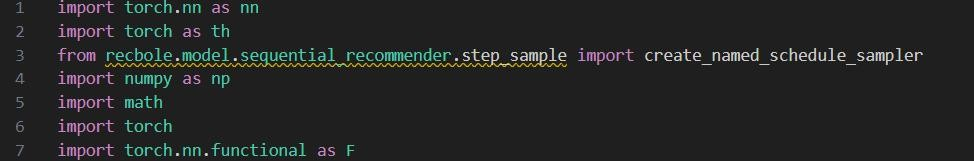 1 import torch.nn as nn
2 import torch as th
3 from recbole.model.sequential_recommender.step_sample import create_named_schedule_sampler
4 import numpy as np
5 import math
6 import torch
7 import torch.nn.functional as F